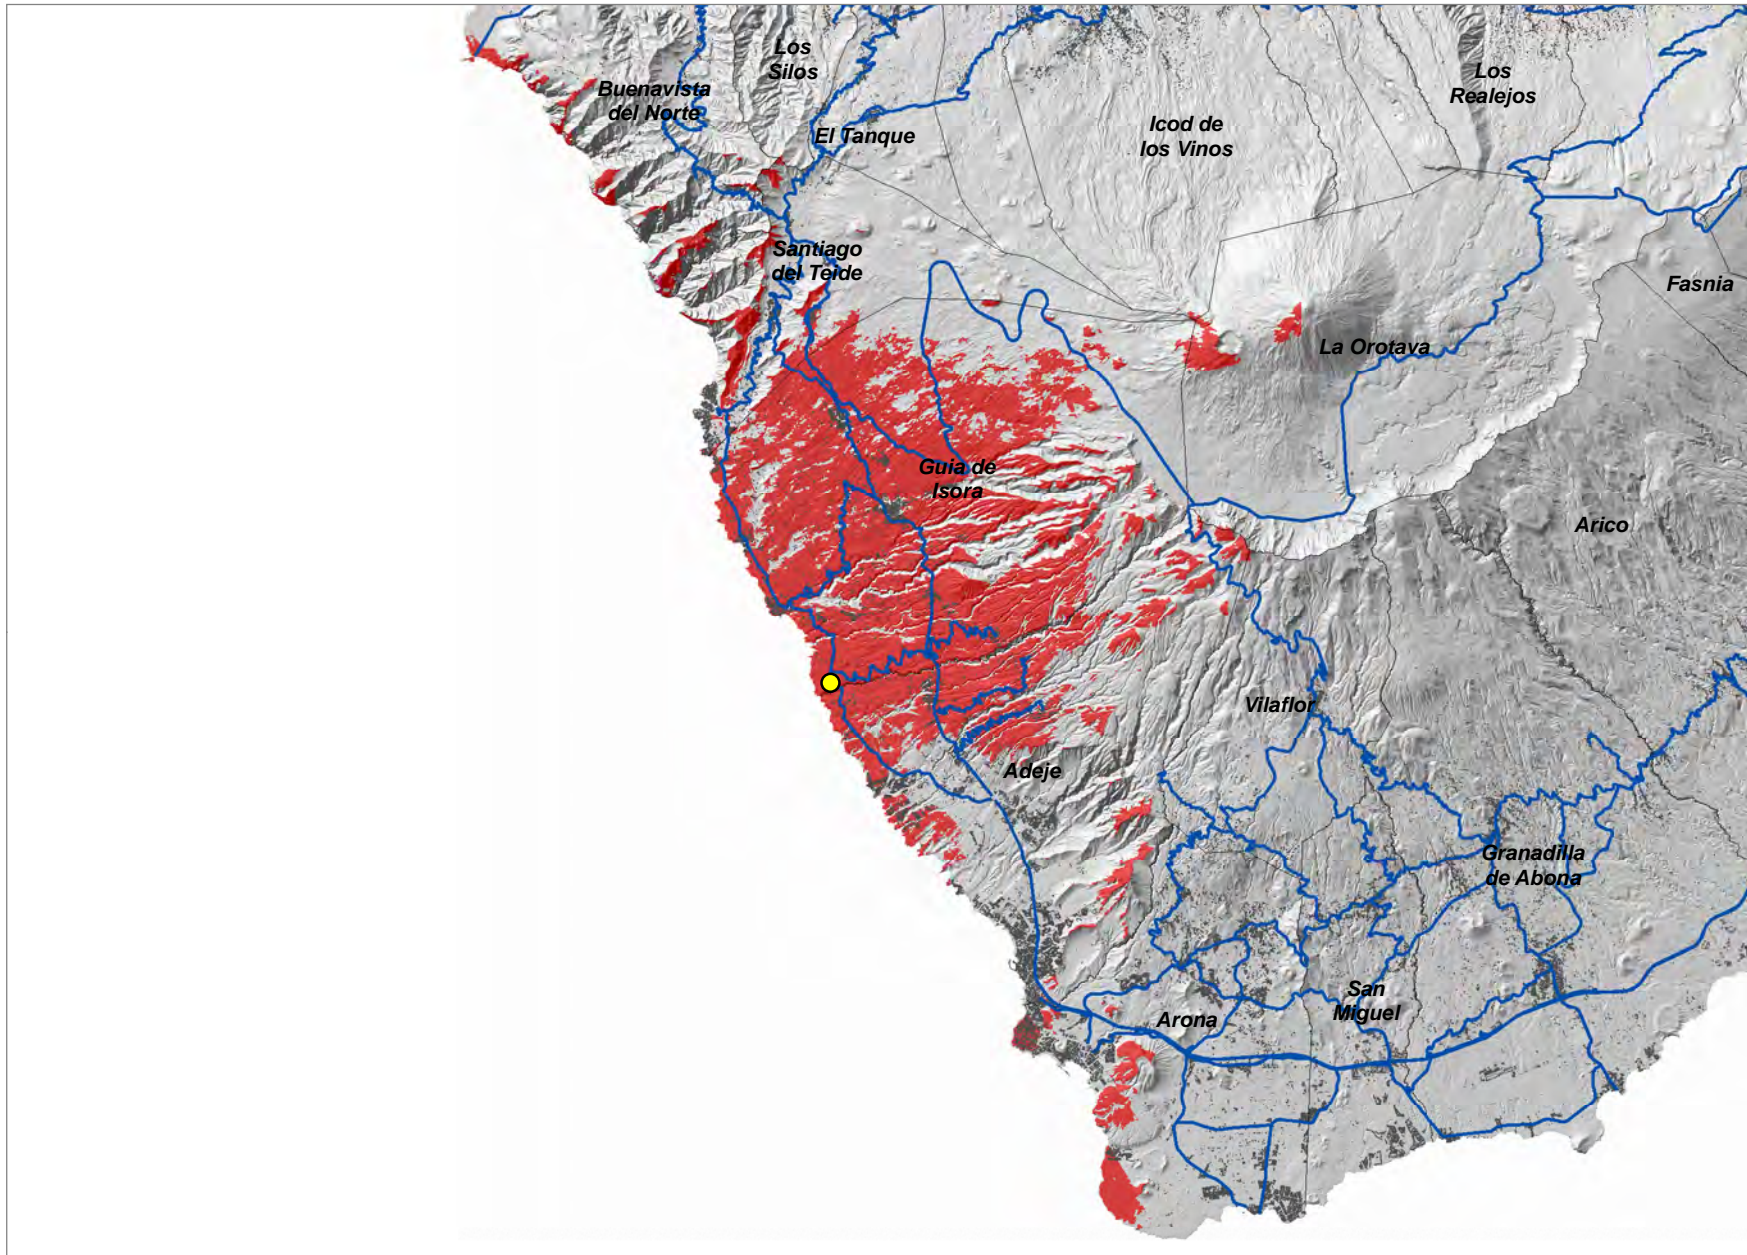 Los
Silos
Buenavista
del Norte
El Tanque
Los
Realejos
Icod de
los Vinos
Santiago
del Teide
Fasnia
La Orotava
Guia de
Isora
Arico
Vilaflor
Adeje
Granadilla
de Abona
San
Miguel
Arona